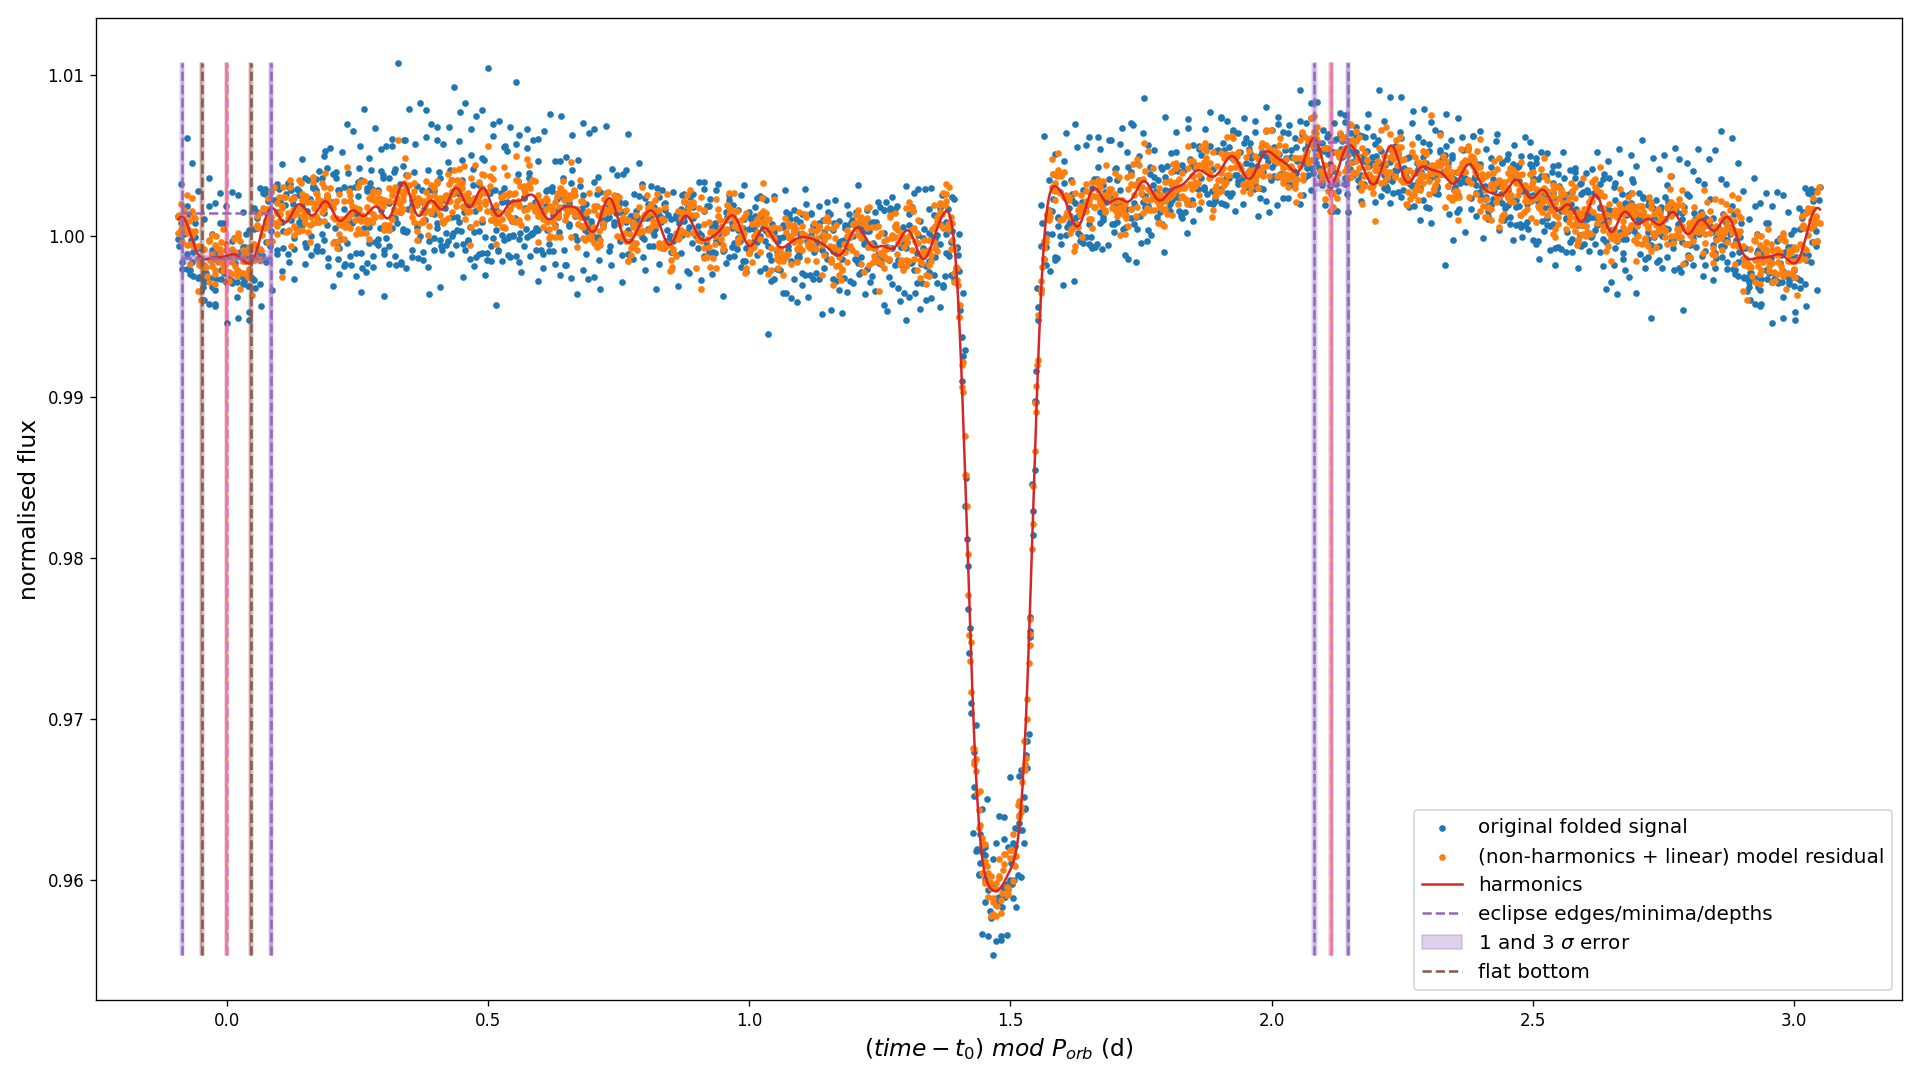 1.01
1.00
0.99
0.98
0.97
0.96
normalised flux
0.0 0.5 1.0 1.5 2.0 2.5 3.0
(time − t₀) mod Pₒᵣb (d)
original folded signal
(non-harmonics + linear) model residual
harmonics
eclipse edges/minima/depths
1 and 3 σ error
flat bottom